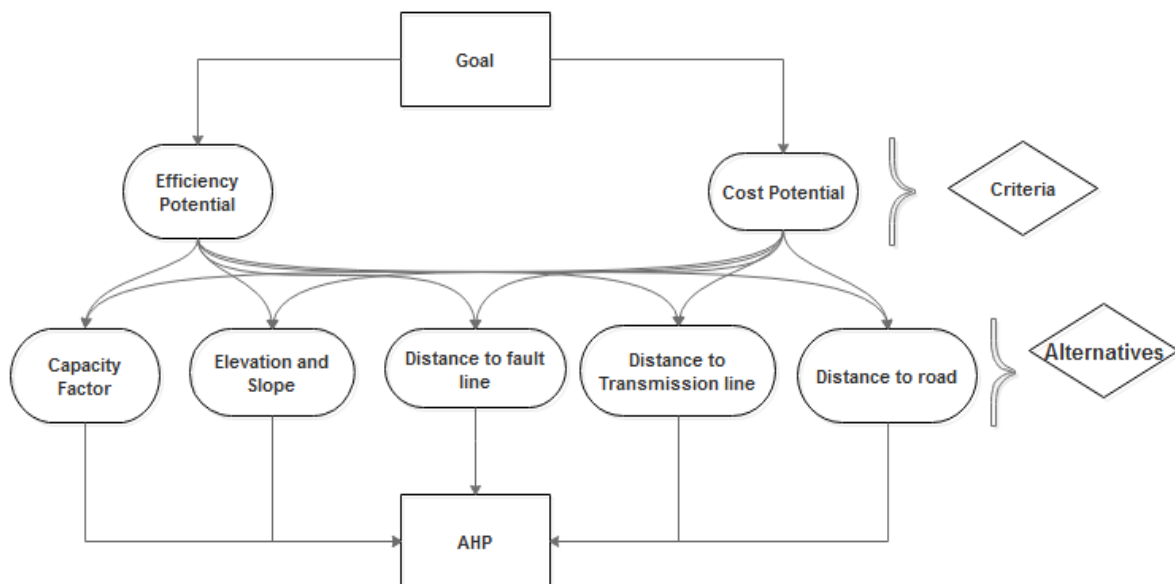 Goal
Efficiency
Potential
Cost Potential
Criteria
Capacity
Factor
Elevation and
Slope
Distance to fault
line
Distance to
Transmission line
Distance to road
Alternatives
AHP